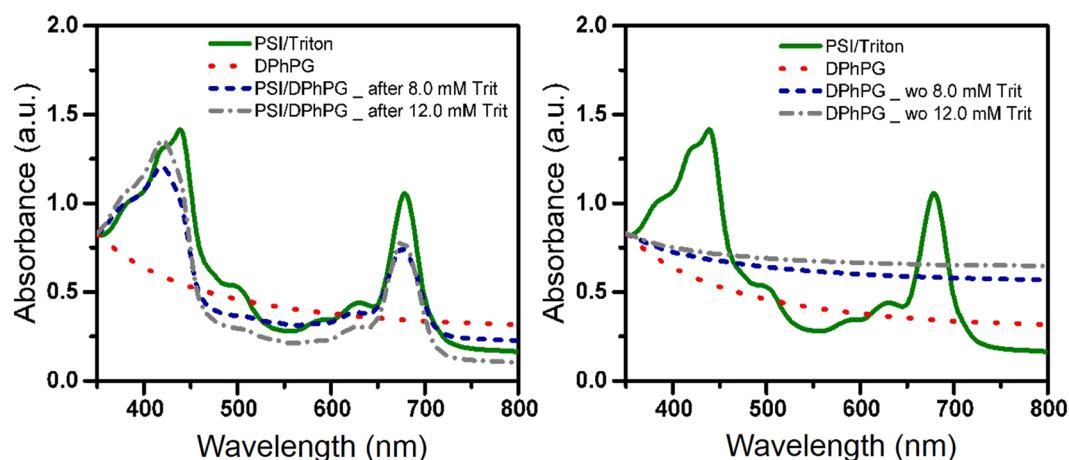 2.0
1.5
1.0
0.5
0.0
Absorbance (a.u.)
PSI/Triton
DPhPG
PSI/DPhPG _ after 8.0 mM Trit
PSI/DPhPG _ after 12.0 mM Trit
400 500 600 700 800
Wavelength (nm)
2.0
1.5
1.0
0.5
0.0
Absorbance (a.u.)
PSI/Triton
DPhPG
DPhPG _ wo 8.0 mM Trit
DPhPG _ wo 12.0 mM Trit
400 500 600 700 800
Wavelength (nm)